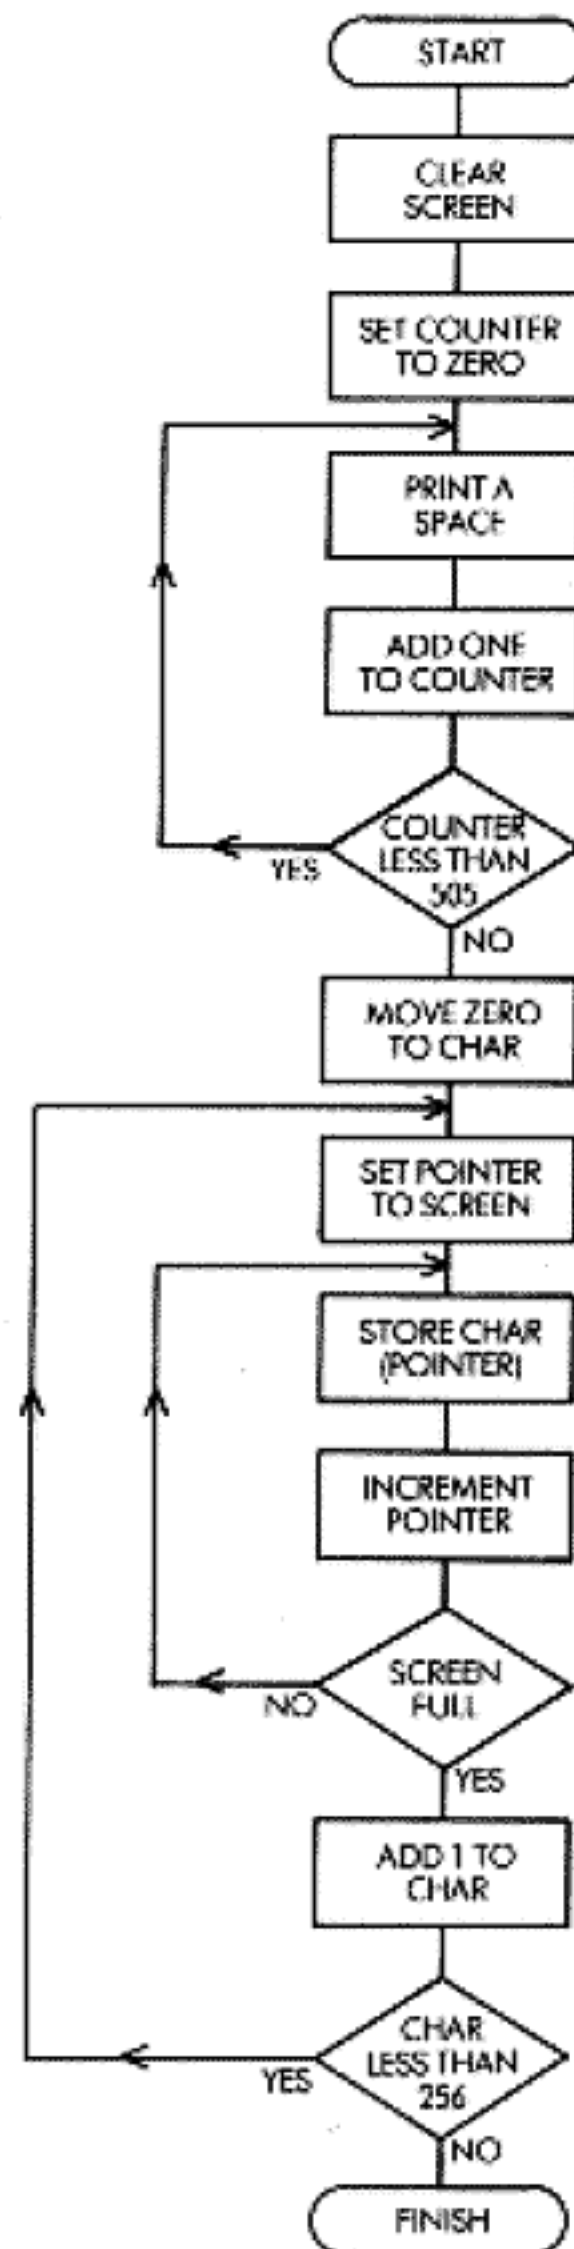 START
CLEAR
SCREEN
SET COUNTER
TO ZERO
PRINT A
SPACE
ADD ONE
TO COUNTER
COUNTER
LESS THAN
505
YES
NO
MOVE ZERO
TO CHAR
SET POINTER
TO SCREEN
STORE CHAR
(POINTER)
INCREMENT
POINTER
SCREEN
FULL
NO
YES
ADD 1 TO
CHAR
CHAR
LESS THAN
256
YES
NO
FINISH